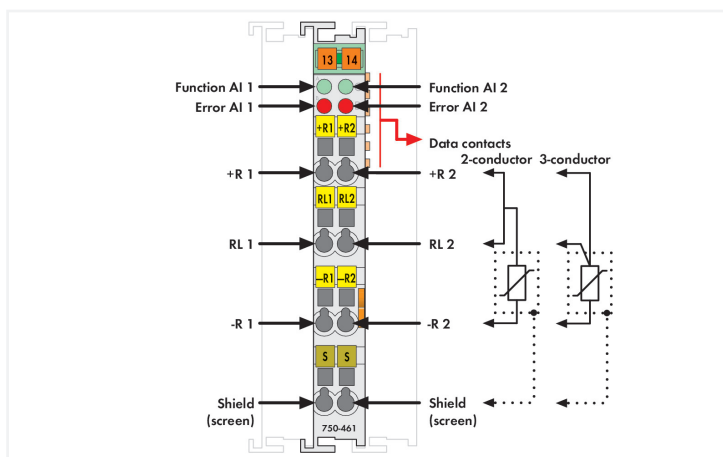 13 14
Function AI 1 Function AI 2
Error AI 1 Error AI 2
+R1 +R2
Data contacts
2-conductor 3-conductor
+R 1 +R 2
RL1 RL2
RL 1 RL 2
–R1 –R2
-R 1 -R 2
S S
Shield Shield
(screen) (screen)
750-461